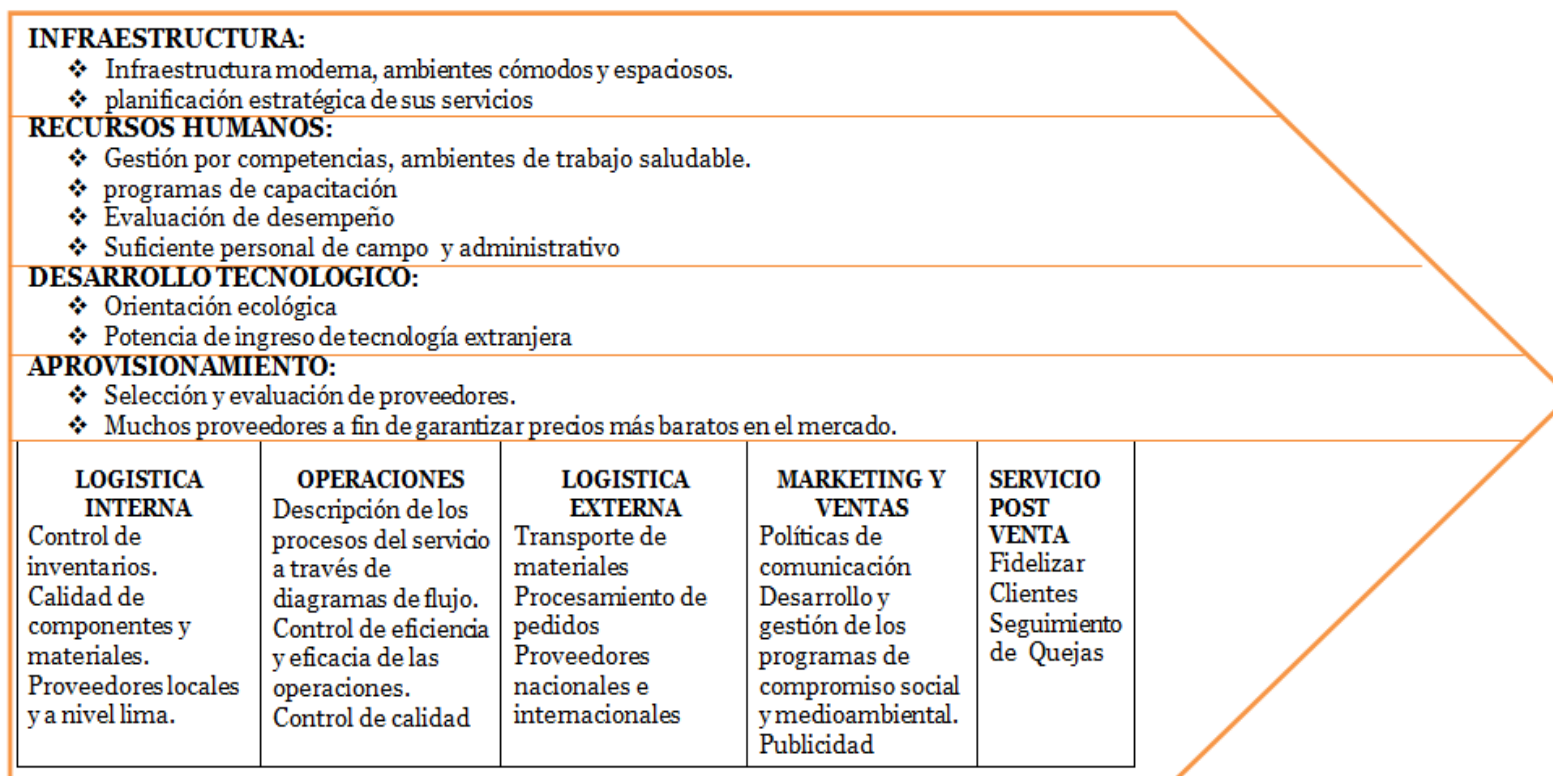 INFRAESTRUCTURA:
❖ Infraestructura moderna, ambientes cómodos y espaciosos.
❖ planificación estratégica de sus servicios
RECURSOS HUMANOS:
❖ Gestión por competencias, ambientes de trabajo saludable.
❖ programas de capacitación
❖ Evaluación de desempeño
❖ Suficiente personal de campo y administrativo
DESARROLLO TECNOLOGICO:
❖ Orientación ecológica
❖ Potencia de ingreso de tecnología extranjera
APROVISIONAMIENTO:
❖ Selección y evaluación de proveedores.
❖ Muchos proveedores a fin de garantizar precios más baratos en el mercado.
LOGISTICA
INTERNA
Control de
inventarios.
Calidad de
componentes y
materiales.
Proveedores locales
y a nivel lima.
OPERACIONES
Descripción de los
procesos del servicio
a través de
diagramas de flujo.
Control de eficiencia
y eficacia de las
operaciones.
Control de calidad
LOGISTICA
EXTERNA
Transporte de
materiales
Procesamiento de
pedidos
Proveedores
nacionales e
internacionales
MARKETING Y
VENTAS
Políticas de
comunicación
Desarrollo y
gestión de los
programas de
compromiso social
y medioambiental.
Publicidad
SERVICIO
POST
VENTA
Fidelizar
Clientes
Seguimiento
de Quejas